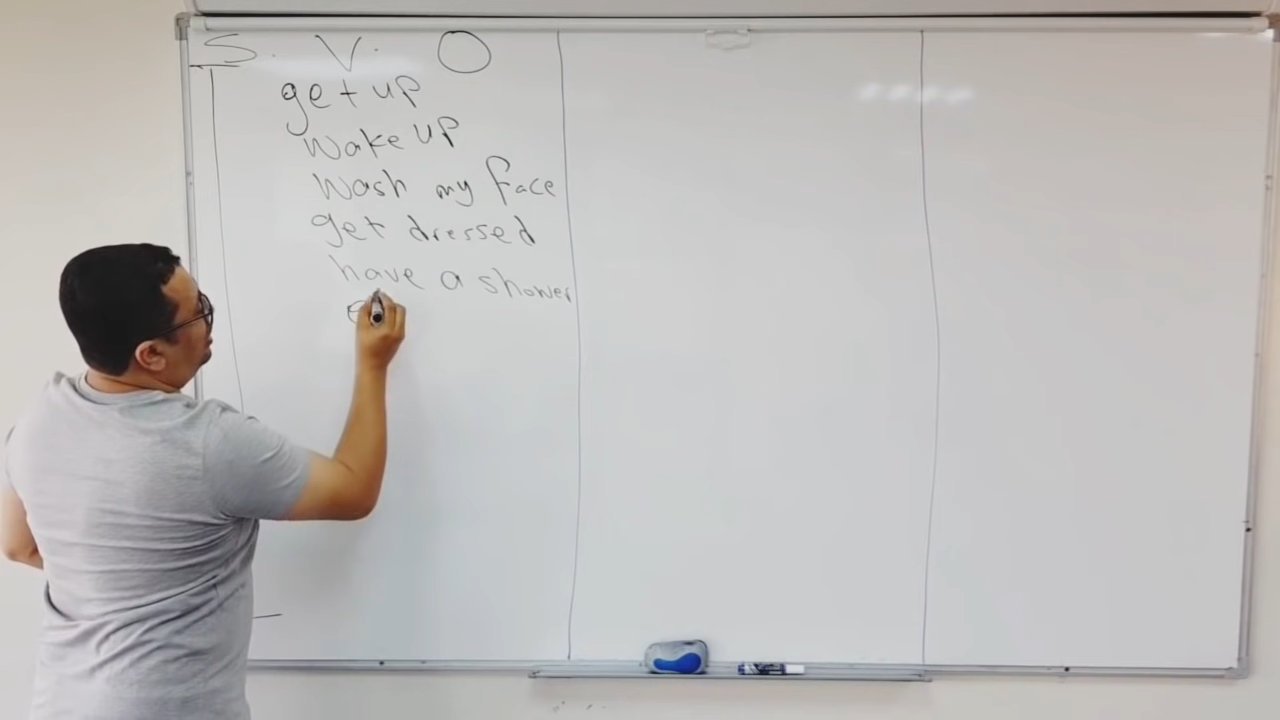 S. V. O
get up
wake up
wash my face
get dressed
have a shower